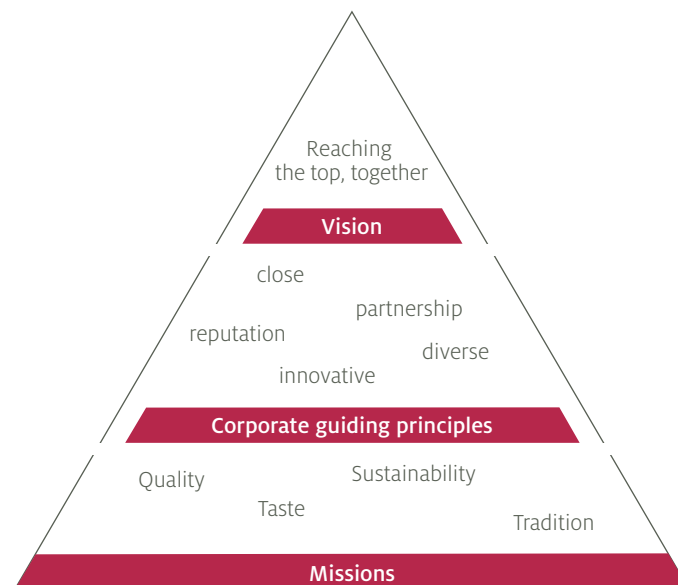 Reaching
the top, together
Vision
close
partnership
reputation
diverse
innovative
Corporate guiding principles
Sustainability
Quality
Taste
Tradition
Missions